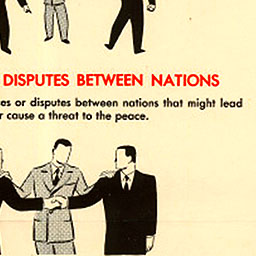 DISPUTES BETWEEN NATIONS
es or disputes between nations that might lead
r cause a threat to the peace.